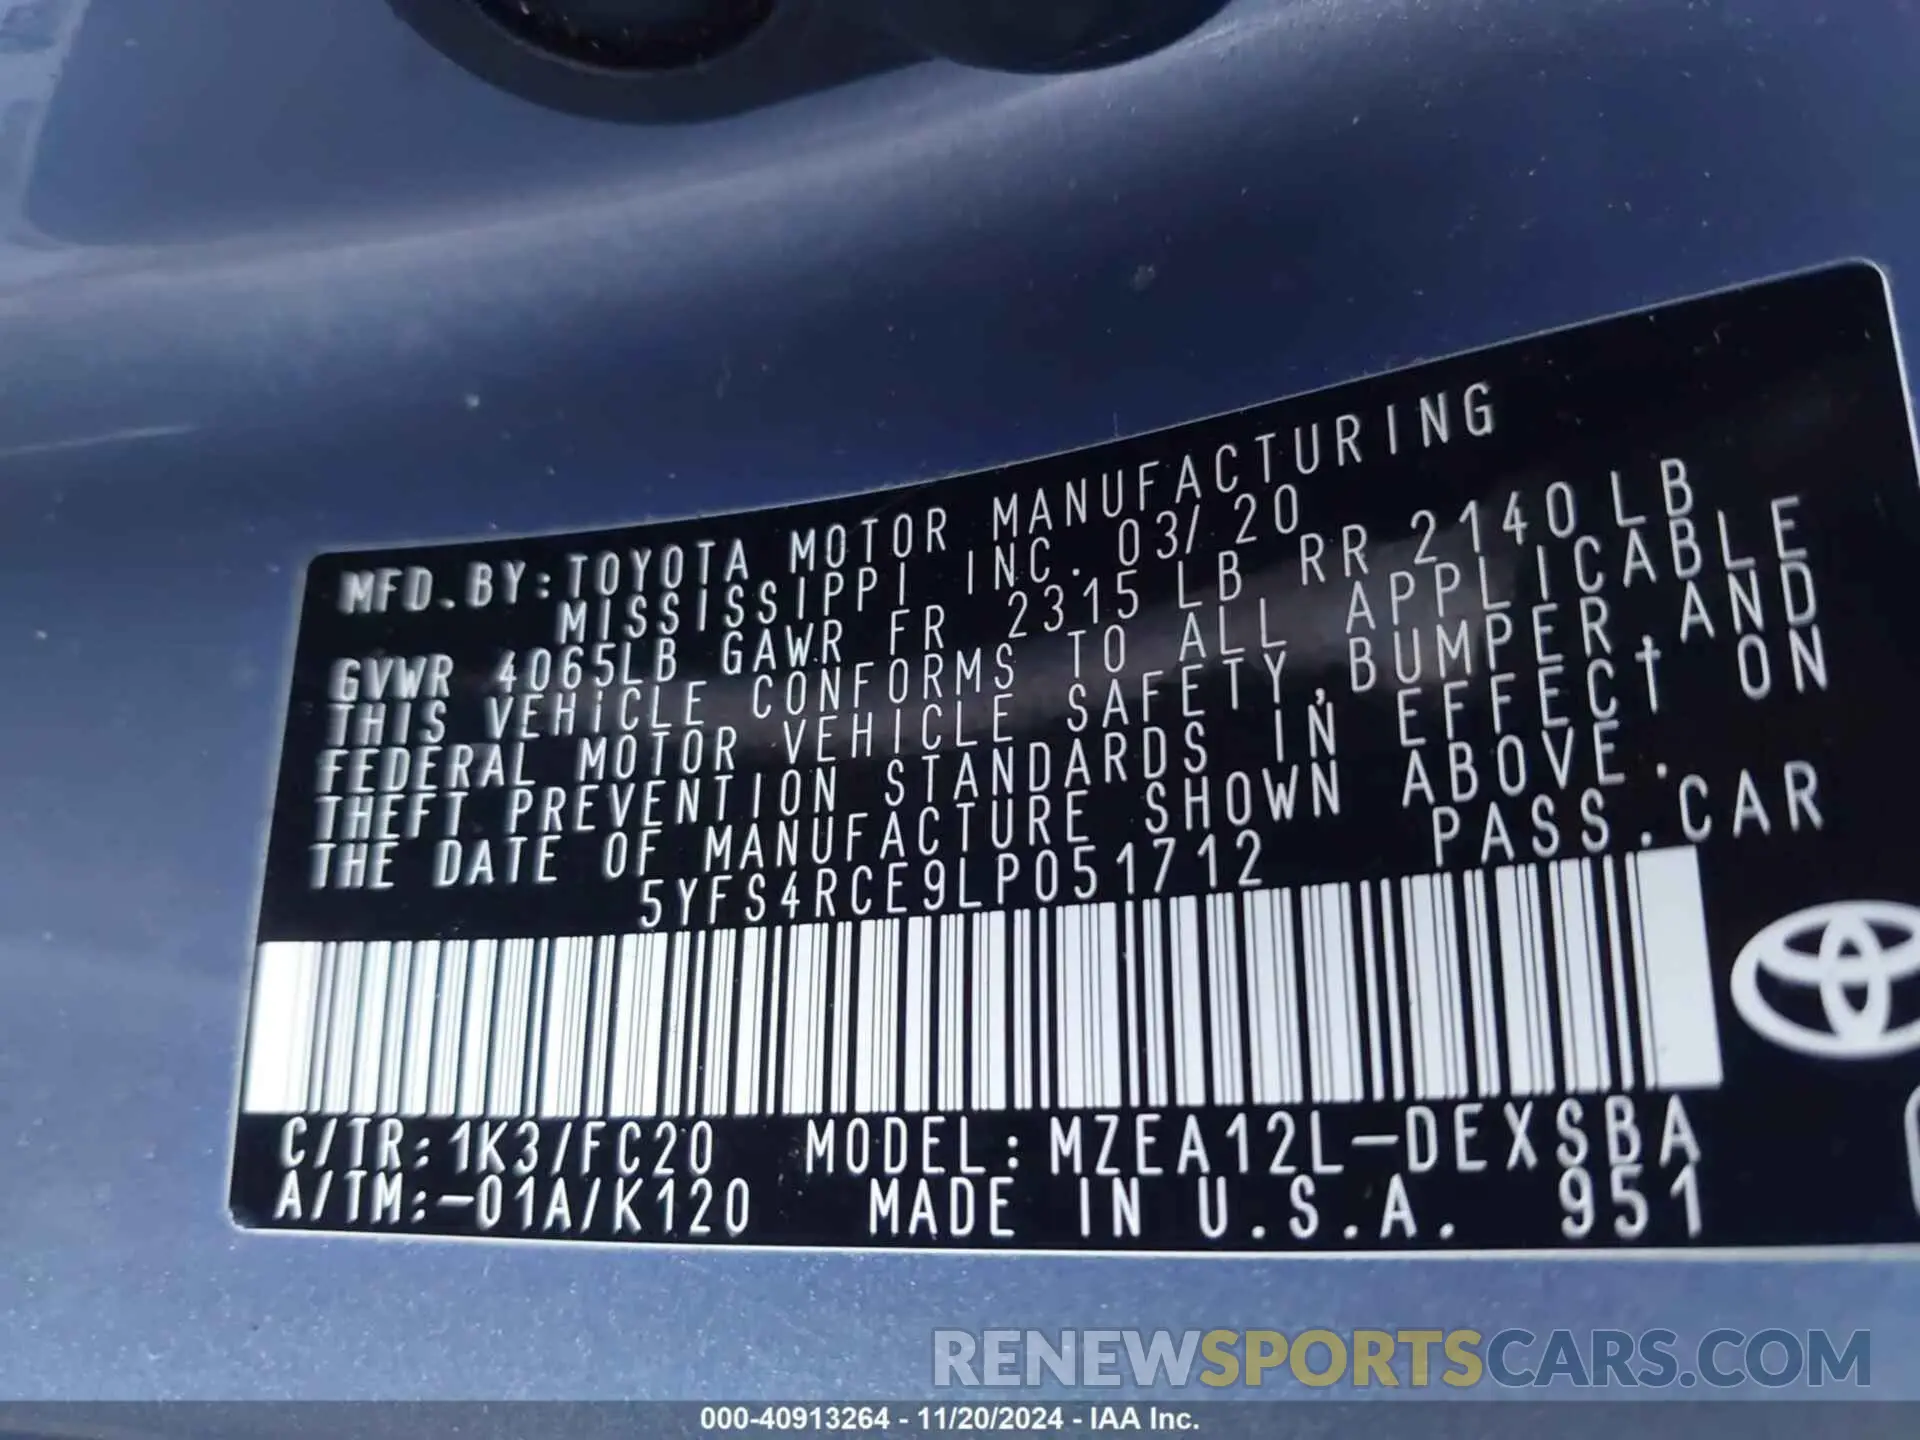 MFD.BY:TOYOTA MOTOR MANUFACTURING
MISSISSIPPI INC. 03/20
GVWR 4065LB GAWR FR 2315 LB RR 2140LB
THIS VEHICLE CONFORMS TO ALL APPLICABLE
FEDERAL MOTOR VEHICLE SAFETY,BUMPER,AND
THEFT PREVENTION STANDARDS IN EFFECT ON
THE DATE OF MANUFACTURE SHOWN ABOVE.
5YFS4RCE9LP051712 PASS.CAR
C/TR:1K3/FC20 MODEL:MZEA12L-DEXSBA
A/TM:-01A/K120 MADE IN U.S.A. 951
RENEWSPORTSCARS.COM
000-40913264 - 11/20/2024 - IAA Inc.